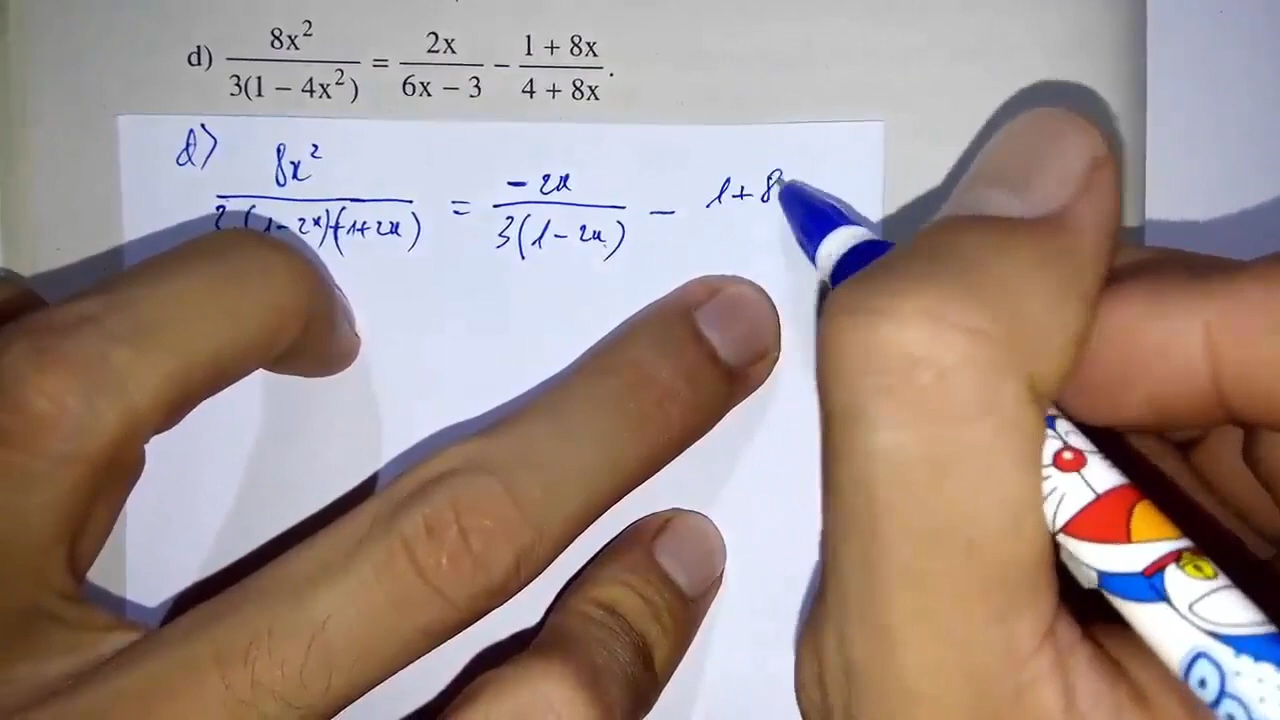 d) 8x² / 3(1 − 4x²) = 2x / 6x − 3 − 1 + 8x / 4 + 8x.
d) 8x² / (1-2x)(1+2x) = -2x / 3(1-2x) − 1+8